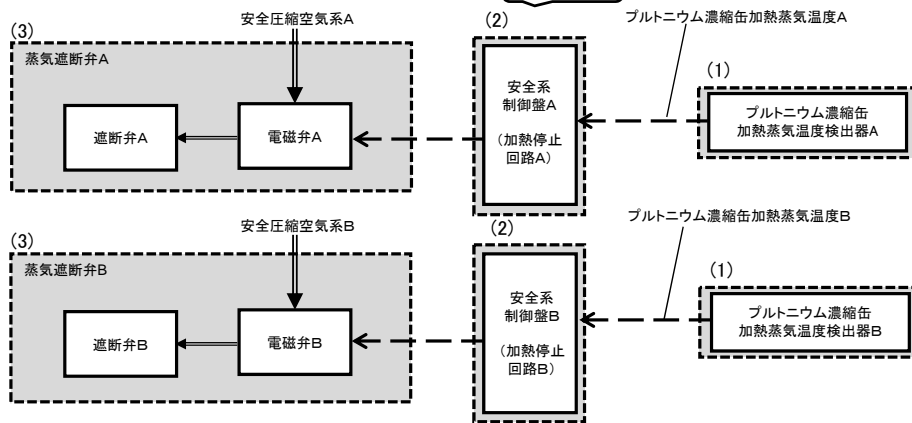 安全圧縮空気系A
プルトニウム濃縮缶加熱蒸気温度A
(3)
蒸気遮断弁A
遮断弁A
電磁弁A
(2)
安全系
制御盤A
(加熱停止
回路A)
(1)
プルトニウム濃縮缶
加熱蒸気温度検出器A
安全圧縮空気系B
プルトニウム濃縮缶加熱蒸気温度B
(3)
蒸気遮断弁B
遮断弁B
電磁弁B
(2)
安全系
制御盤B
(加熱停止
回路B)
(1)
プルトニウム濃縮缶
加熱蒸気温度検出器B